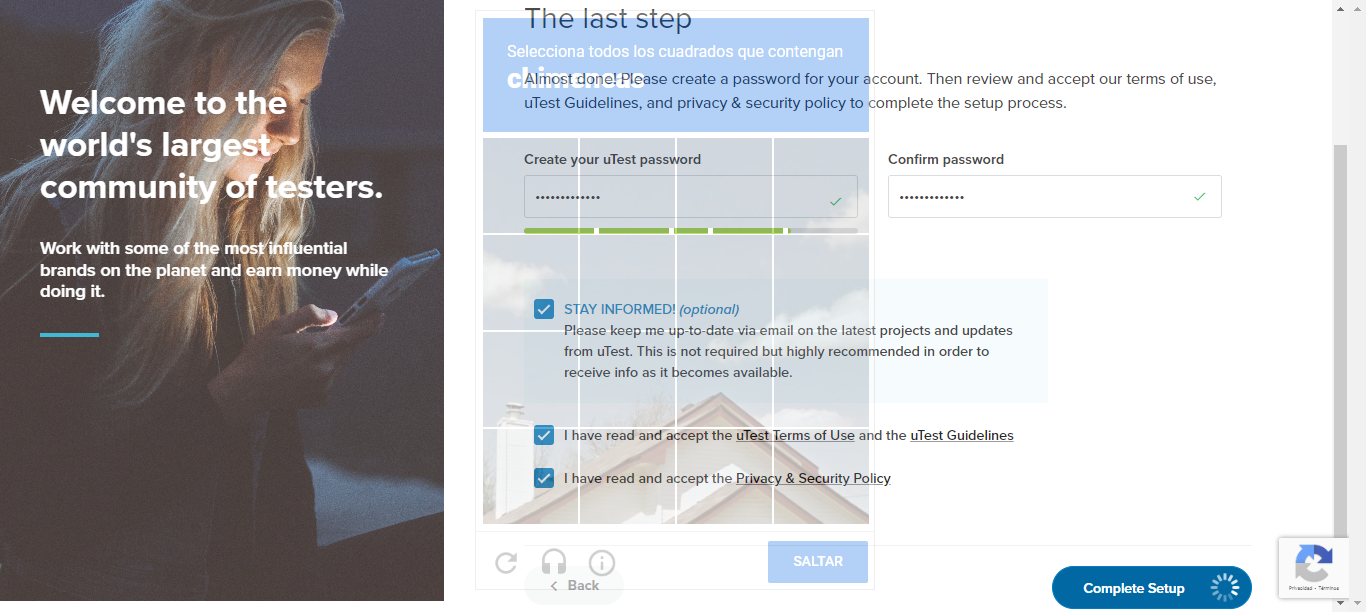 Welcome to the
world's largest
community of testers.
Work with some of the most influential
brands on the planet and earn money while
doing it.
The last step
Selecciona todos los cuadrados que contengan
chimeneas
Almost done! Please create a password for your account. Then review and accept our terms of use,
uTest Guidelines, and privacy & security policy to complete the setup process.
Create your uTest password
Confirm password
STAY INFORMED! (optional)
Please keep me up-to-date via email on the latest projects and updates
from uTest. This is not required but highly recommended in order to
receive info as it becomes available.
I have read and accept the uTest Terms of Use and the uTest Guidelines
I have read and accept the Privacy & Security Policy
SALTAR
Back
Complete Setup
Privacidad - Términos